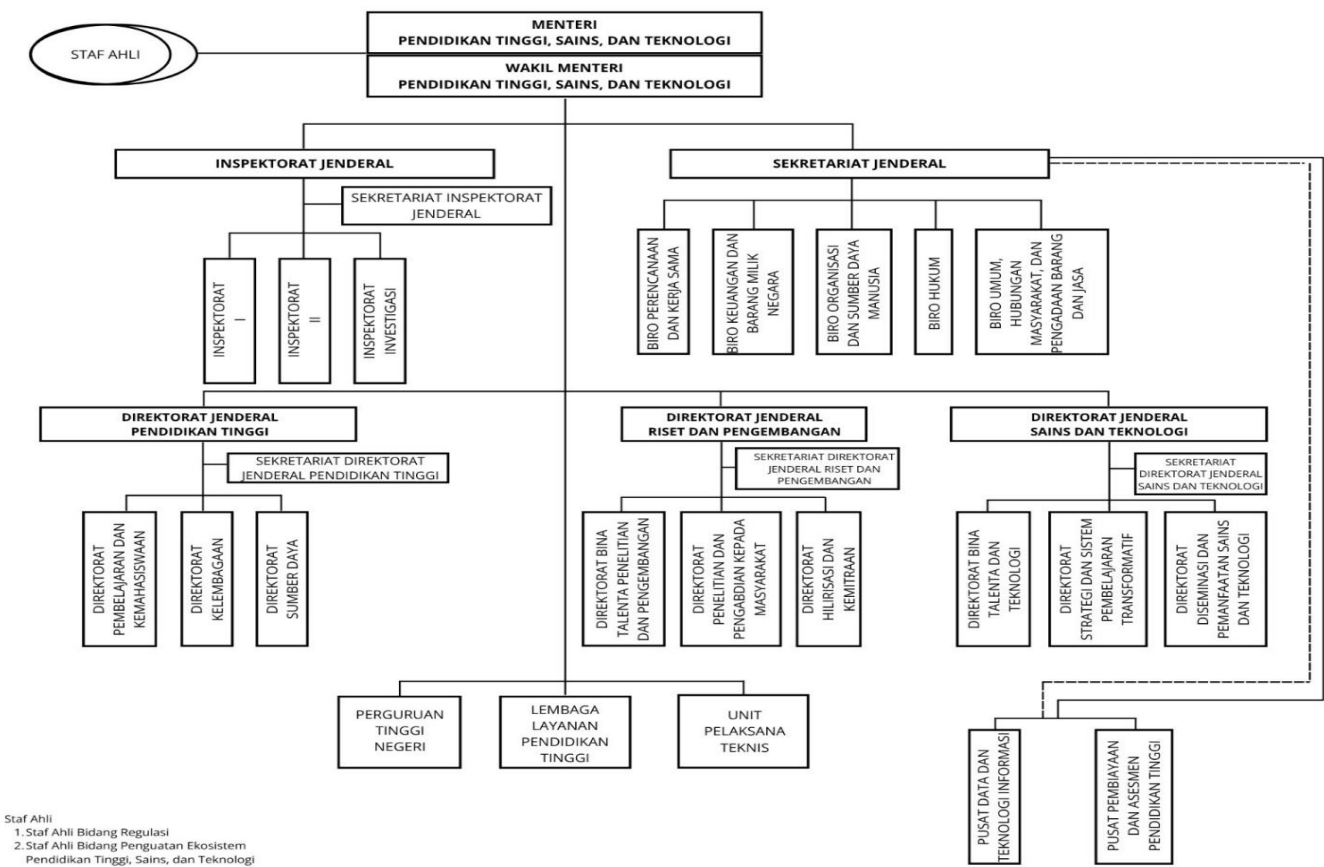 STAF AHLI
MENTERI
PENDIDIKAN TINGGI, SAINS, DAN TEKNOLOGI
WAKIL MENTERI
PENDIDIKAN TINGGI, SAINS, DAN TEKNOLOGI
INSPEKTORAT JENDERAL
SEKRETARIAT INSPEKTORAT
JENDERAL
INSPEKTORAT
I
INSPEKTORAT
II
INSPEKTORAT
INVESTIGASI
SEKRETARIAT JENDERAL
BIRO PERENCANAAN
DAN KERJA SAMA
BIRO KEUANGAN DAN
BARANG MILIK
NEGARA
BIRO ORGANISASI
DAN SUMBER DAYA
MANUSIA
BIRO HUKUM
BIRO UMUM,
HUBUNGAN
MASYARAKAT, DAN
PENGADAAN BARANG
DAN JASA
DIREKTORAT JENDERAL
PENDIDIKAN TINGGI
SEKRETARIAT DIREKTORAT
JENDERAL PENDIDIKAN TINGGI
DIREKTORAT
PEMBELAJARAN DAN
KEMAHASISWAAN
DIREKTORAT
KELEMBAGAAN
DIREKTORAT
SUMBER DAYA
DIREKTORAT JENDERAL
RISET DAN PENGEMBANGAN
SEKRETARIAT DIREKTORAT
JENDERAL RISET DAN
PENGEMBANGAN
DIREKTORAT BINA
TALENTA PENELITIAN
DAN PENGEMBANGAN
DIREKTORAT
PENELITIAN DAN
PENGABDIAN KEPADA
MASYARAKAT
DIREKTORAT
HILIRISASI DAN
KEMITRAAN
DIREKTORAT JENDERAL
SAINS DAN TEKNOLOGI
SEKRETARIAT
DIREKTORAT JENDERAL
SAINS DAN TEKNOLOGI
DIREKTORAT BINA
TALENTA DAN
TEKNOLOGI
DIREKTORAT
STRATEGI DAN SISTEM
PEMBELAJARAN
TRANSFORMATIF
DIREKTORAT
DISEMINASI DAN
PEMANFAATAN SAINS
DAN TEKNOLOGI
PERGURUAN
TINGGI
NEGERI
LEMBAGA
LAYANAN
PENDIDIKAN
TINGGI
UNIT
PELAKSANA
TEKNIS
PUSAT DATA DAN
TEKNOLOGI INFORMASI
PUSAT PEMBIAYAAN
DAN ASESMEN
PENDIDIKAN TINGGI
Staf Ahli
1. Staf Ahli Bidang Regulasi
2. Staf Ahli Bidang Penguatan Ekosistem
Pendidikan Tinggi, Sains, dan Teknologi